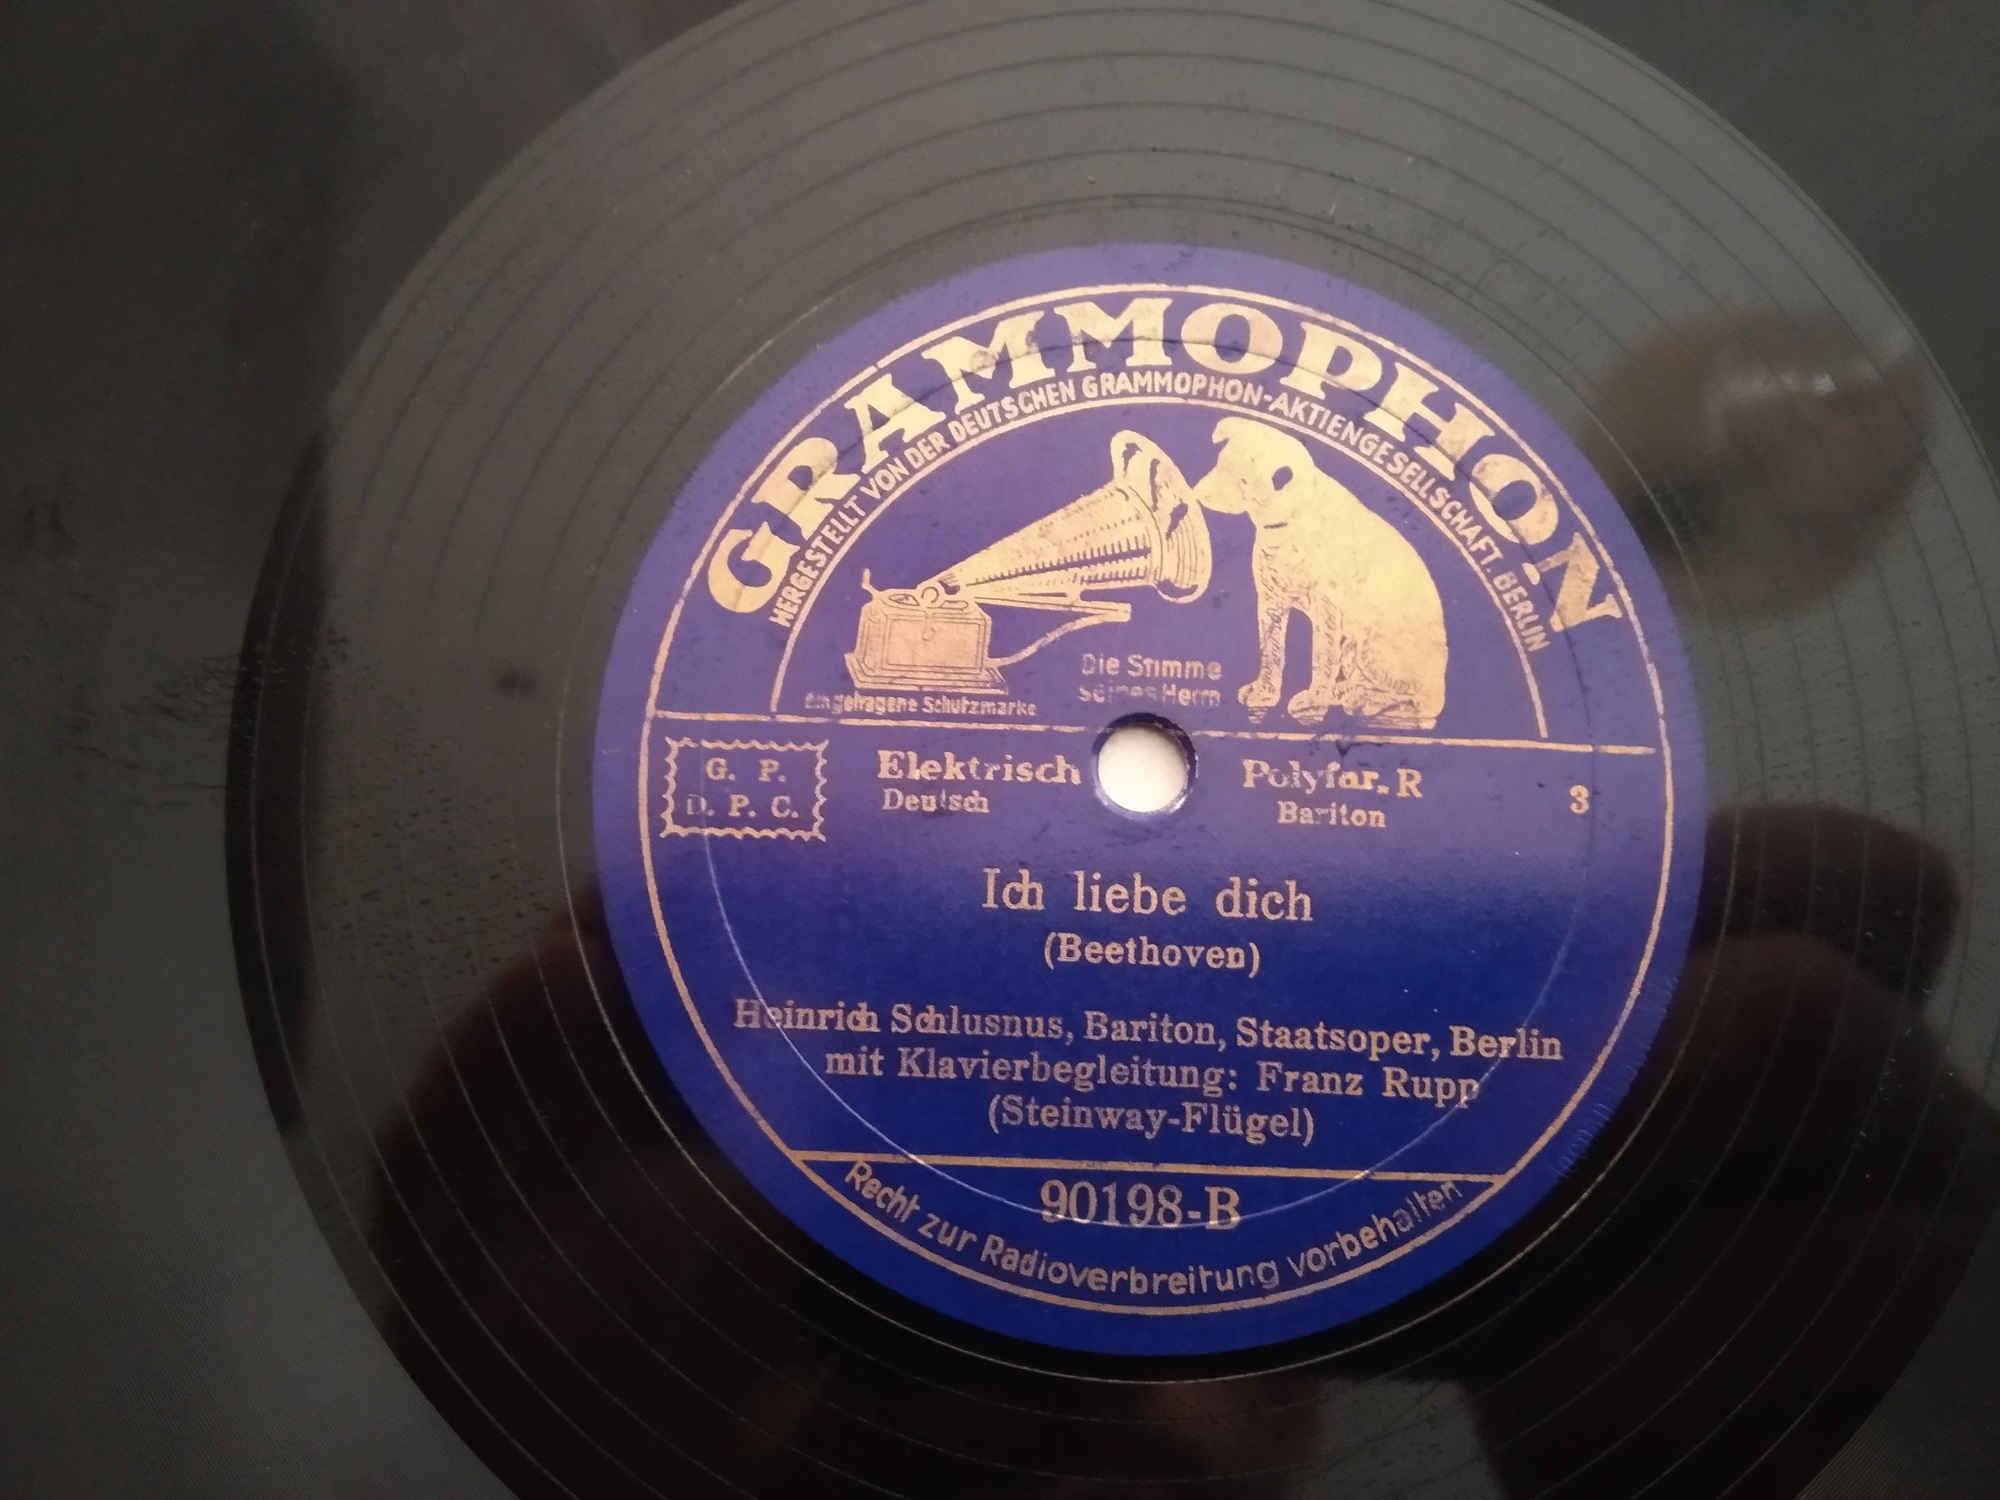 GRAMMOPHON
HERGESTELLT VON DER DEUTSCHEN GRAMMOPHON-AKTIENGESELLSCHAFT. BERLIN
Die Stimme
Seines Herrn
Eingetragene Schutzmarke
G. P.
D. P. C.
Elektrisch
Deutsch
Polyfar. R
Bariton
3
Ich liebe dich
(Beethoven)
Heinrich Schlusnus, Bariton, Staatsoper, Berlin
mit Klavierbegleitung: Franz Rupp
(Steinway-Flügel)
90198-B
Recht zur Radioverbreitung vorbehalten